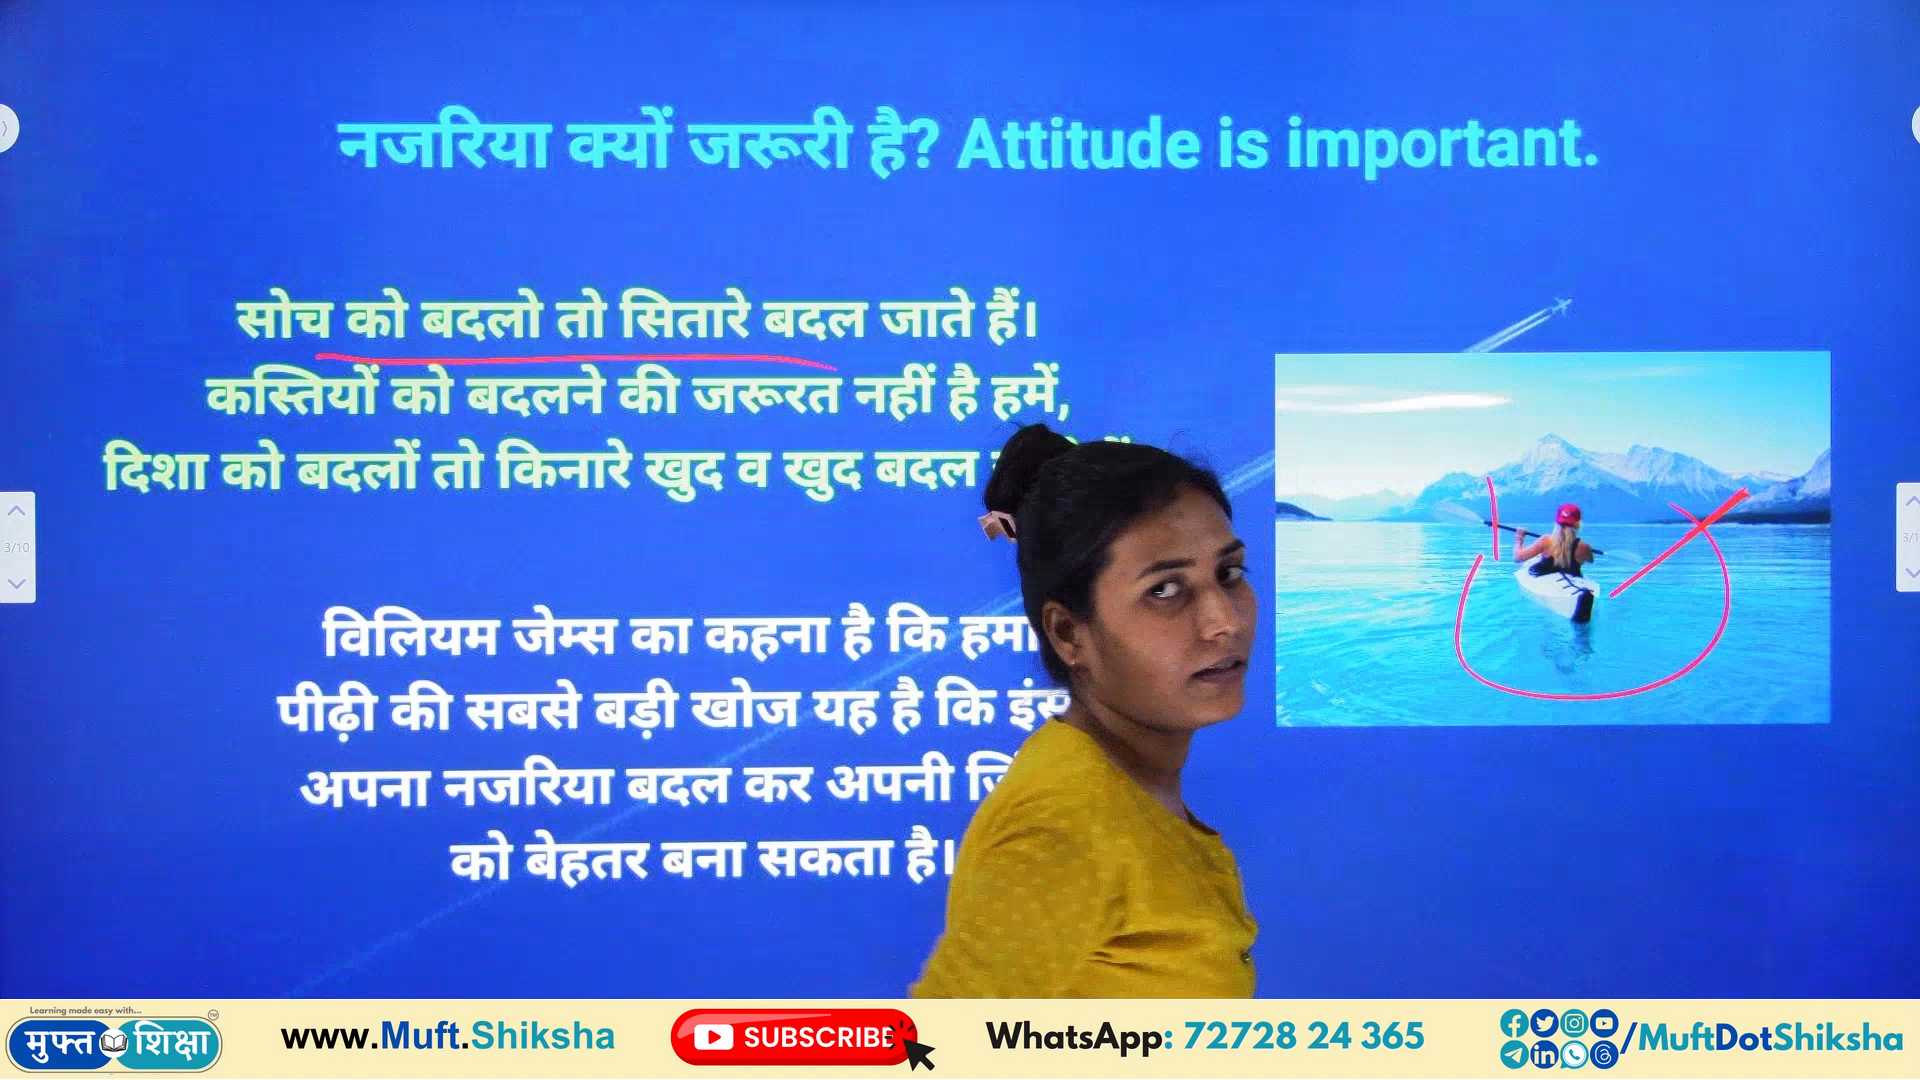 नजरिया क्यों जरूरी है? Attitude is important.
सोच को बदलो तो सितारे बदल जाते हैं।
कस्तियों को बदलने की जरूरत नहीं है हमें,
दिशा को बदलों तो किनारे खुद व खुद बदल
विलियम जेम्स का कहना है कि
पीढ़ी की सबसे बड़ी खोज यह है कि
अपना नजरिया बदल कर अपनी
को बेहतर बना सकता है।
3/10
Learning made easy with...
मुफ्त शिक्षा
TM
www.Muft.Shiksha
SUBSCRIBE
WhatsApp: 72728 24 365
/MuftDotShiksha